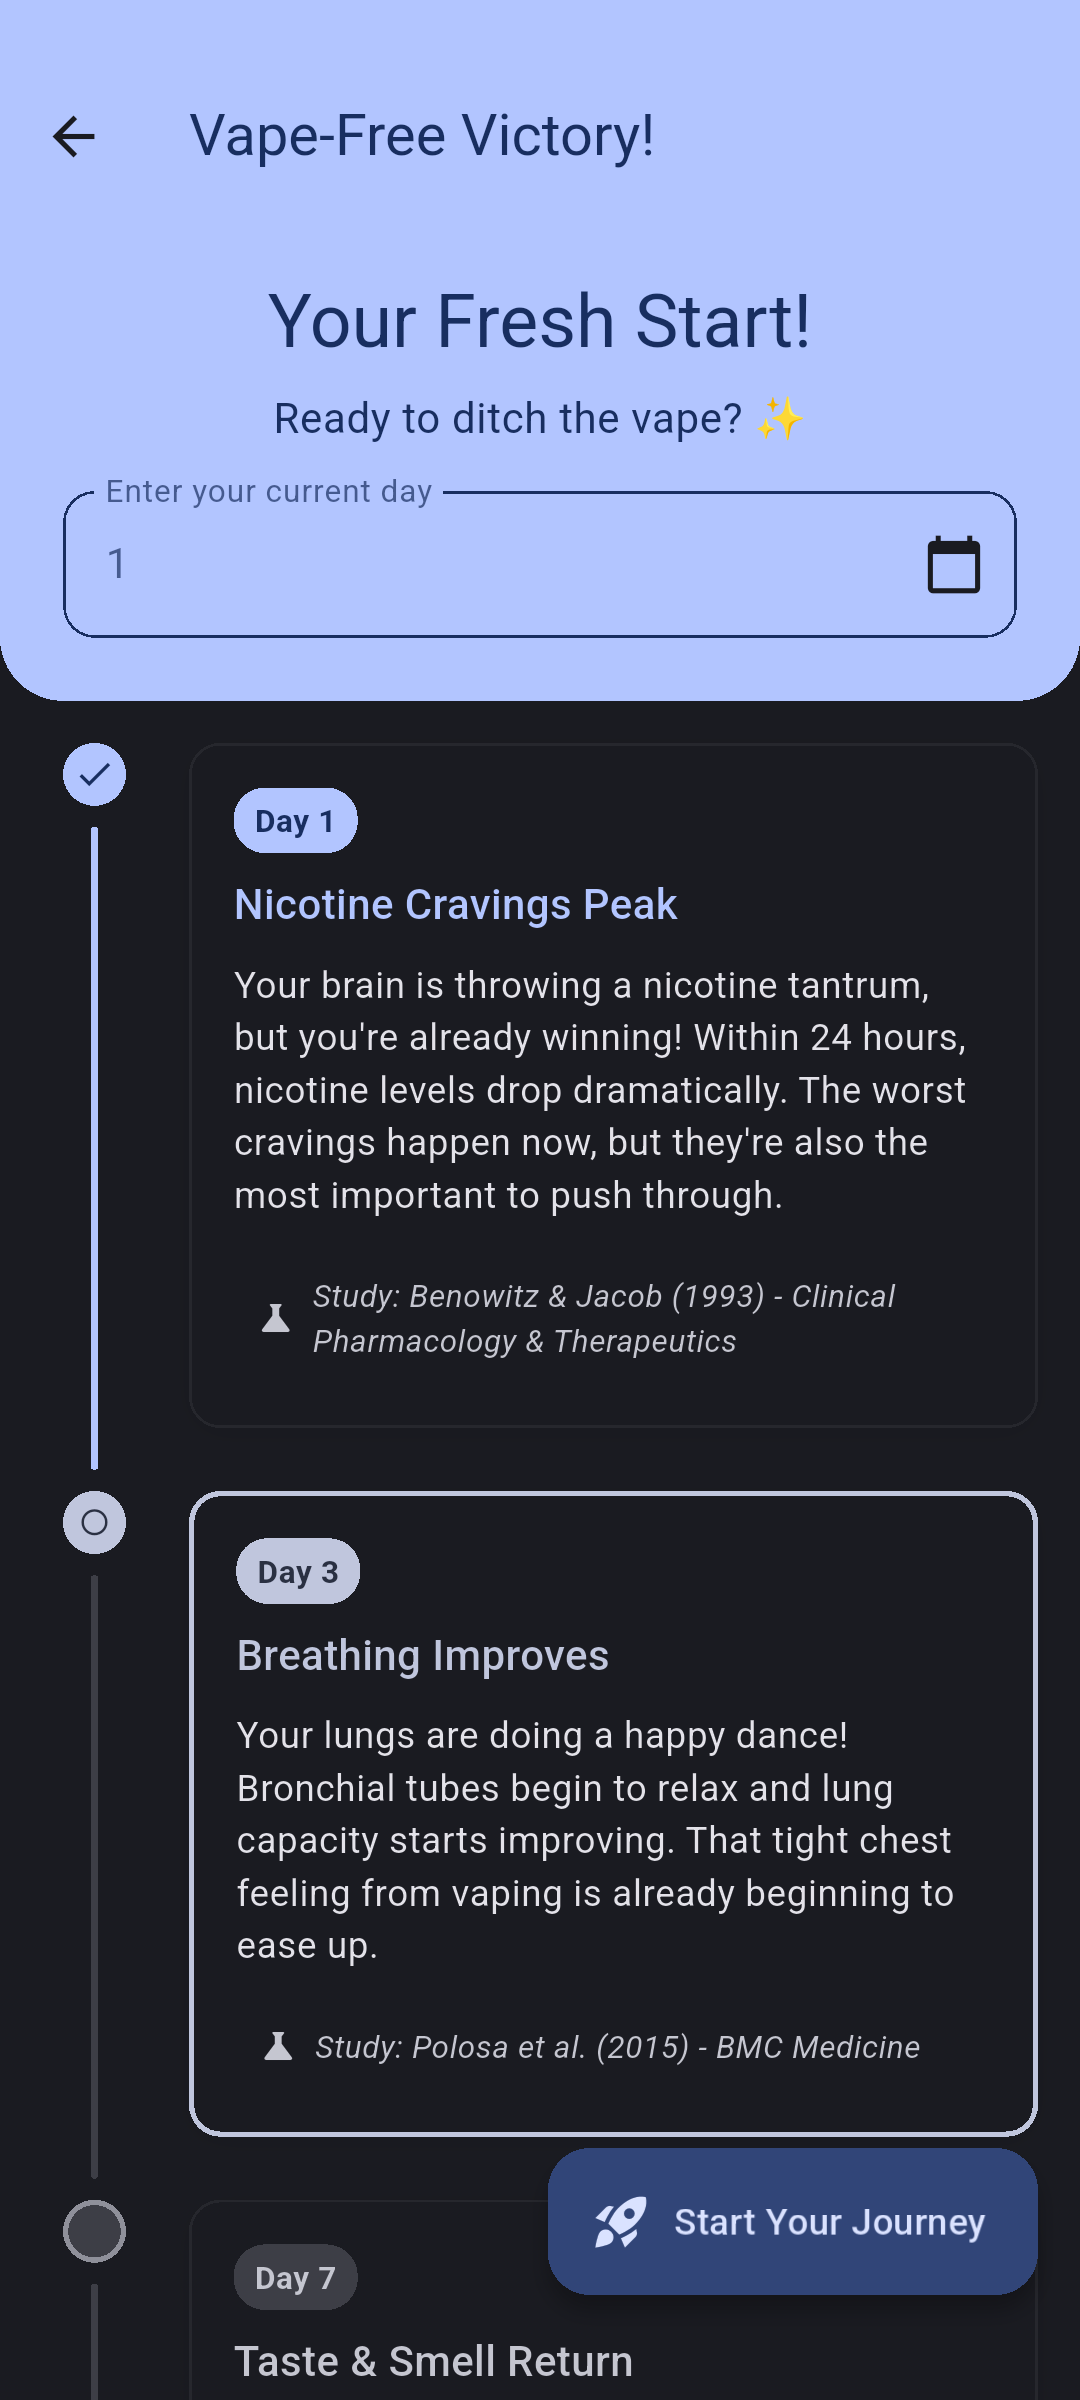 Vape-Free Victory!
Your Fresh Start!
Ready to ditch the vape? ✨
Enter your current day
1
Day 1
Nicotine Cravings Peak
Your brain is throwing a nicotine tantrum,
but you're already winning! Within 24 hours,
nicotine levels drop dramatically. The worst
cravings happen now, but they're also the
most important to push through.
Study: Benowitz & Jacob (1993) - Clinical
Pharmacology & Therapeutics
Day 3
Breathing Improves
Your lungs are doing a happy dance!
Bronchial tubes begin to relax and lung
capacity starts improving. That tight chest
feeling from vaping is already beginning to
ease up.
Study: Polosa et al. (2015) - BMC Medicine
Start Your Journey
Day 7
Taste & Smell Return